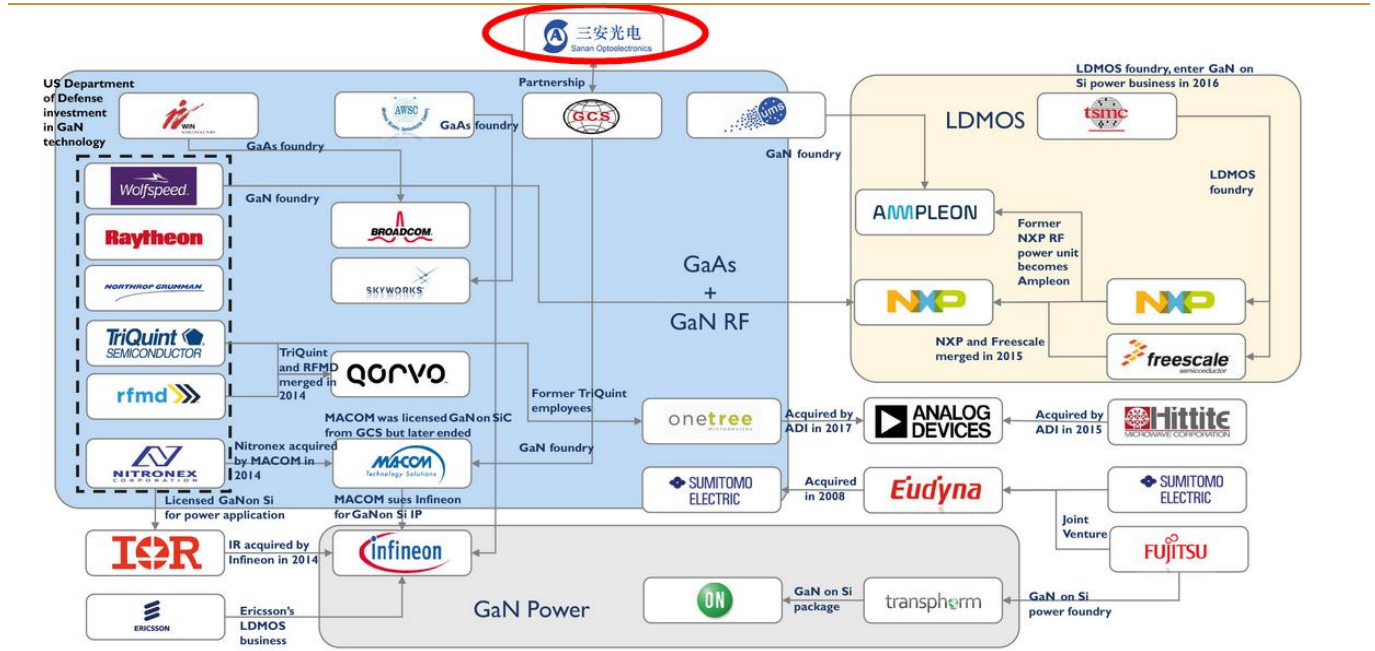 三安光电
Sanan Optoelectronics
US Department
of Defense
investment
in GaN
technology
Partnership
LDMOS foundry, enter GaN on
Si power business in 2016
WIN
AWSC
GaAs foundry
GCS
ums
LDMOS
tsmc
GaAs foundry
GaN foundry
Wolfspeed
GaN foundry
LDMOS
foundry
AMPLEON
BROADCOM
Raytheon
Former
NXP RF
power unit
becomes
Ampleon
GaAs
+
GaN RF
SKYWORKS
NORTHROP GRUMMAN
NXP
NXP
TriQuint
SEMICONDUCTOR
NXP and Freescale
merged in 2015
freescale
semiconductor
TriQuint
and RFMD
merged in
2014
QORVO
rfmd
Former TriQuint
employees
MACOM was licensed GaN on SiC
from GCS but later ended
onetree
microdevices
Acquired by
ADI in 2017
ANALOG
DEVICES
Acquired by
ADI in 2015
Hittite
MICROWAVE CORPORATION
Nitronex acquired
by MACOM in
2014
GaN foundry
NITRONEX
CORPORATION
MACOM
Technology Solutions
SUMITOMO
ELECTRIC
Acquired
in 2008
Eudyna
SUMITOMO
ELECTRIC
Licensed GaNon Si
for power application
MACOM sues Infineon
for GaNon Si IP
Joint
Venture
IOR
IR acquired by
Infineon in 2014
infineon
FUJITSU
GaN Power
ON
GaN on Si
package
transphorm
GaN on Si
power foundry
ERICSSON
Ericsson's
LDMOS
business